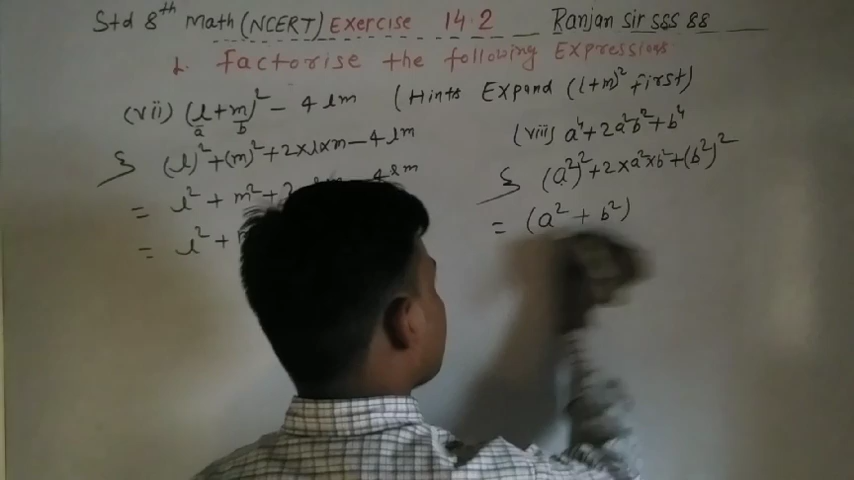 Std 8th Math (NCERT) Exercise 14.2 Ranjan sir sss 88
1. Factorise the following Expressions
(vii) (l+m)² - 4lm (Hints Expand (l+m)² first)
a b
(l)² + (m)² + 2×l×m - 4lm
= l² + m² + 2 - 4lm
= l² +
(viii) a⁴ + 2a²b² + b⁴
(a²)² + 2×a²×b² + (b²)²
= (a² + b²)